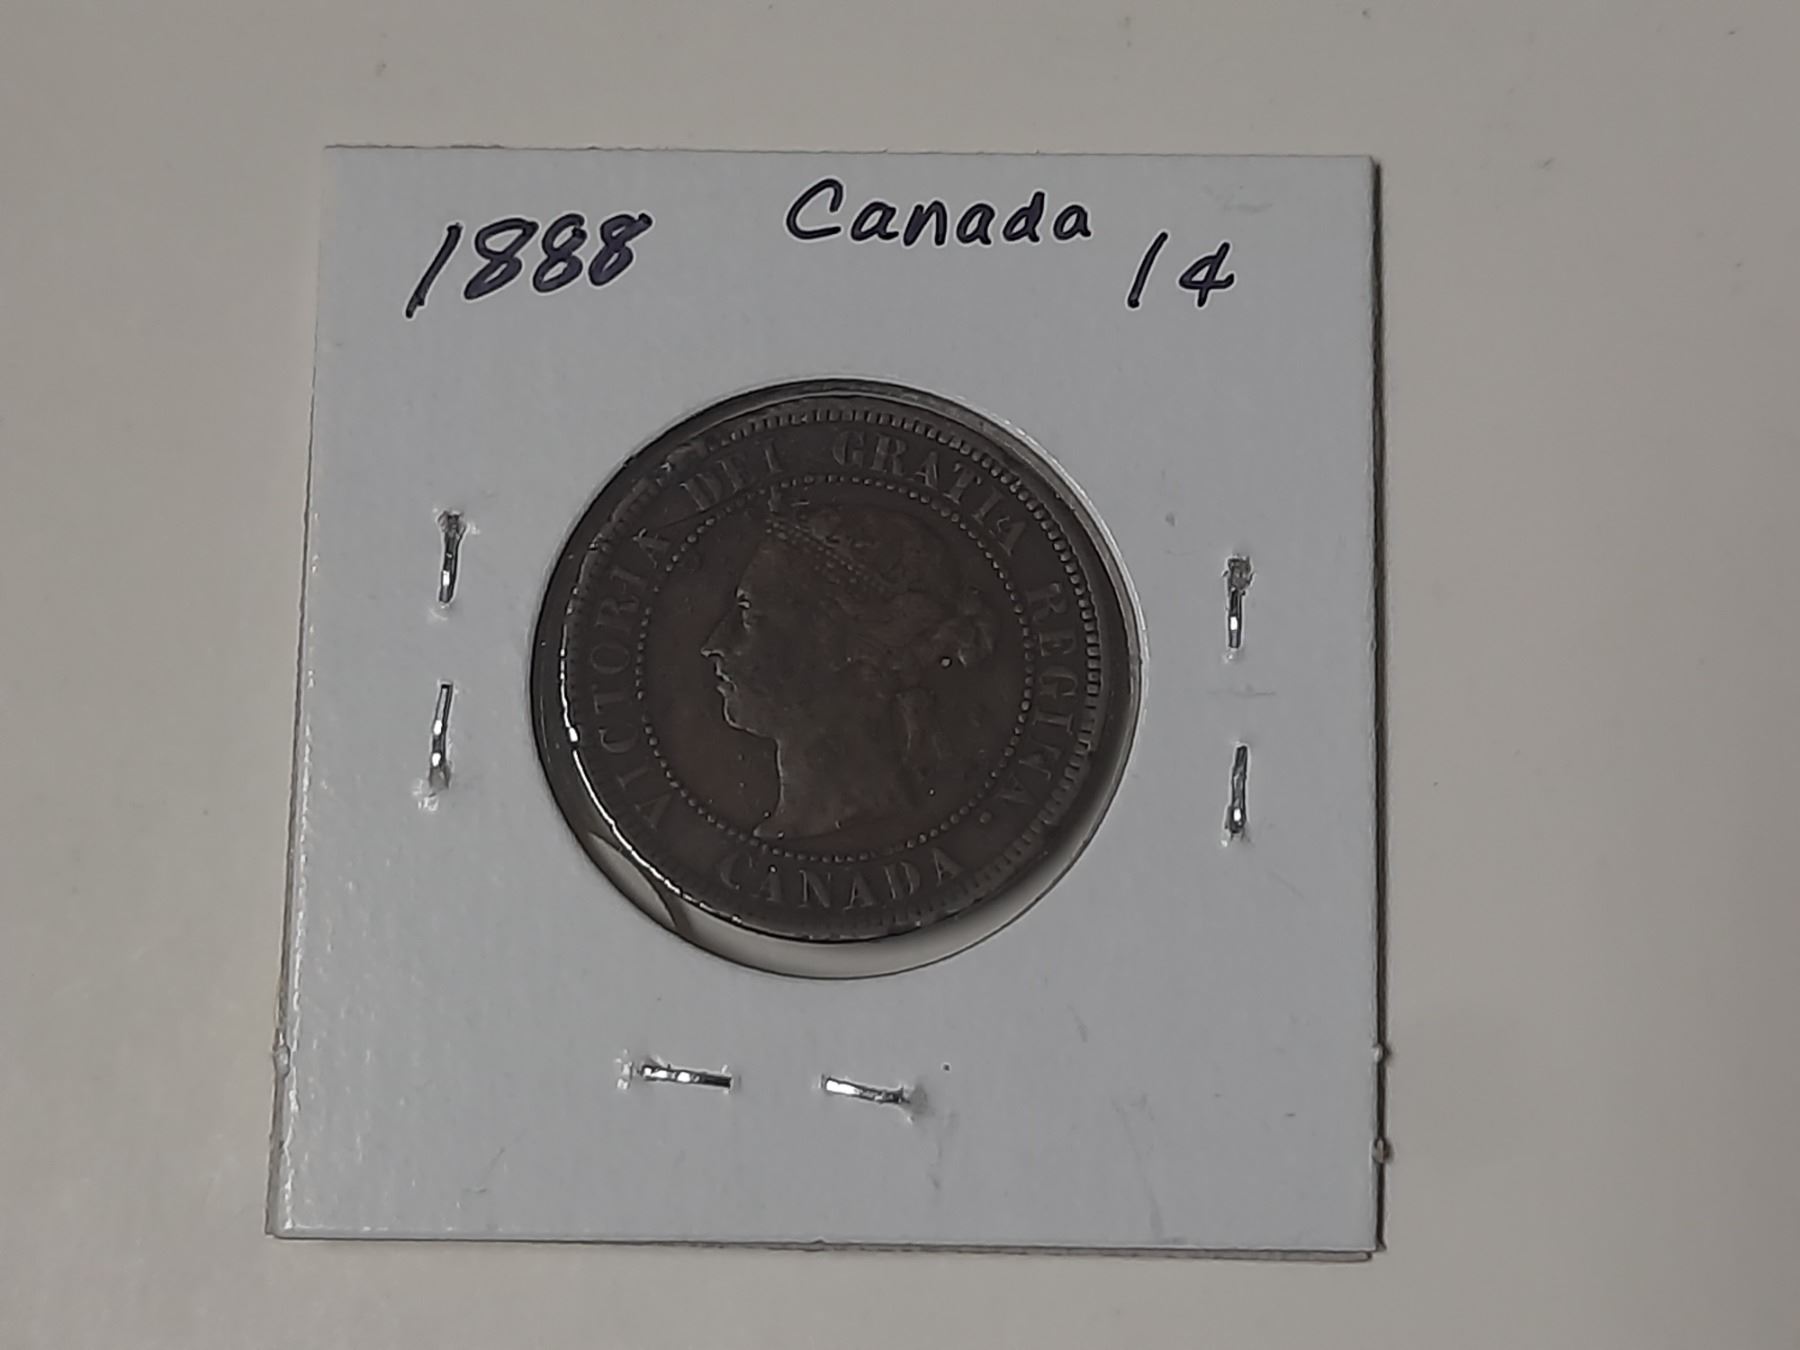 1888 Canada 1¢
VICTORIA DEI GRATIA REGINA.
CANADA